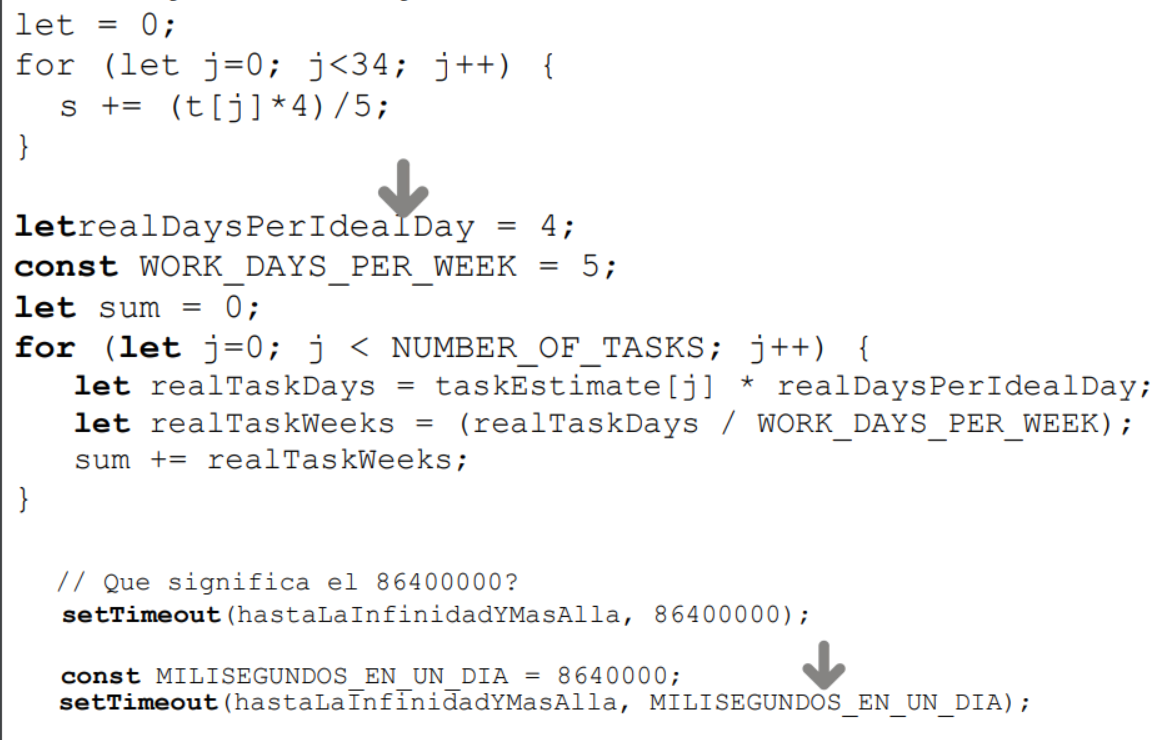 let = 0;
for (let j=0; j<34; j++) {
s += (t[j]*4)/5;
}
letrealDaysPerIdealDay = 4;
const WORK_DAYS_PER_WEEK = 5;
let sum = 0;
for (let j=0; j < NUMBER_OF_TASKS; j++) {
let realTaskDays = taskEstimate[j] * realDaysPerIdealDay;
let realTaskWeeks = (realTaskDays / WORK_DAYS_PER_WEEK);
sum += realTaskWeeks;
}
// Que significa el 86400000?
setTimeout(hastaLaInfinidadYMasAlla, 86400000);
const MILISEGUNDOS_EN_UN_DIA = 8640000;
setTimeout(hastaLaInfinidadYMasAlla, MILISEGUNDOS_EN_UN_DIA);